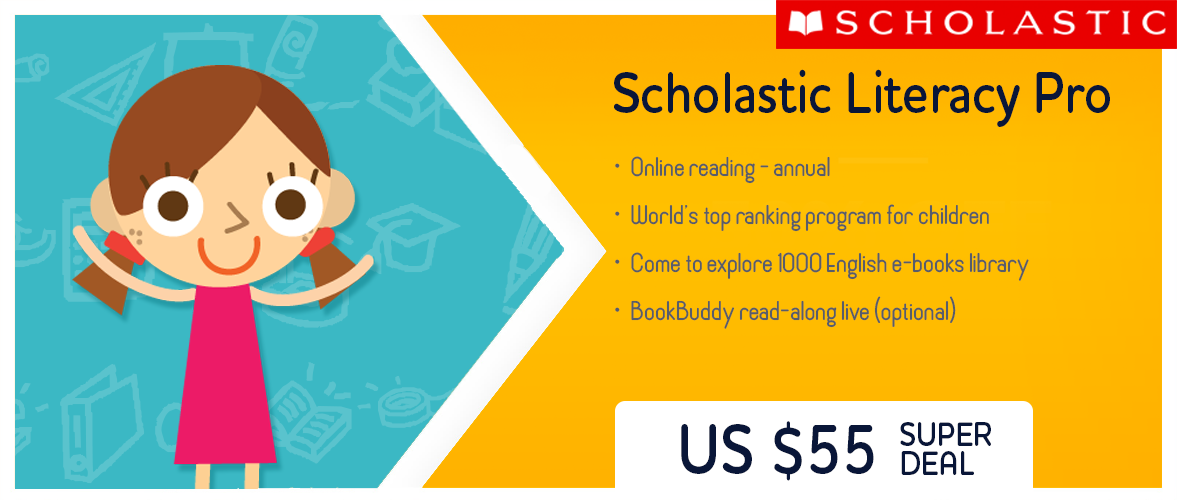 SCHOLASTIC
Scholastic Literacy Pro
• Online reading - annual
• World's top ranking program for children
• Come to explore 1000 English e-books library
• BookBuddy read-along live (optional)
US $55 SUPER
DEAL